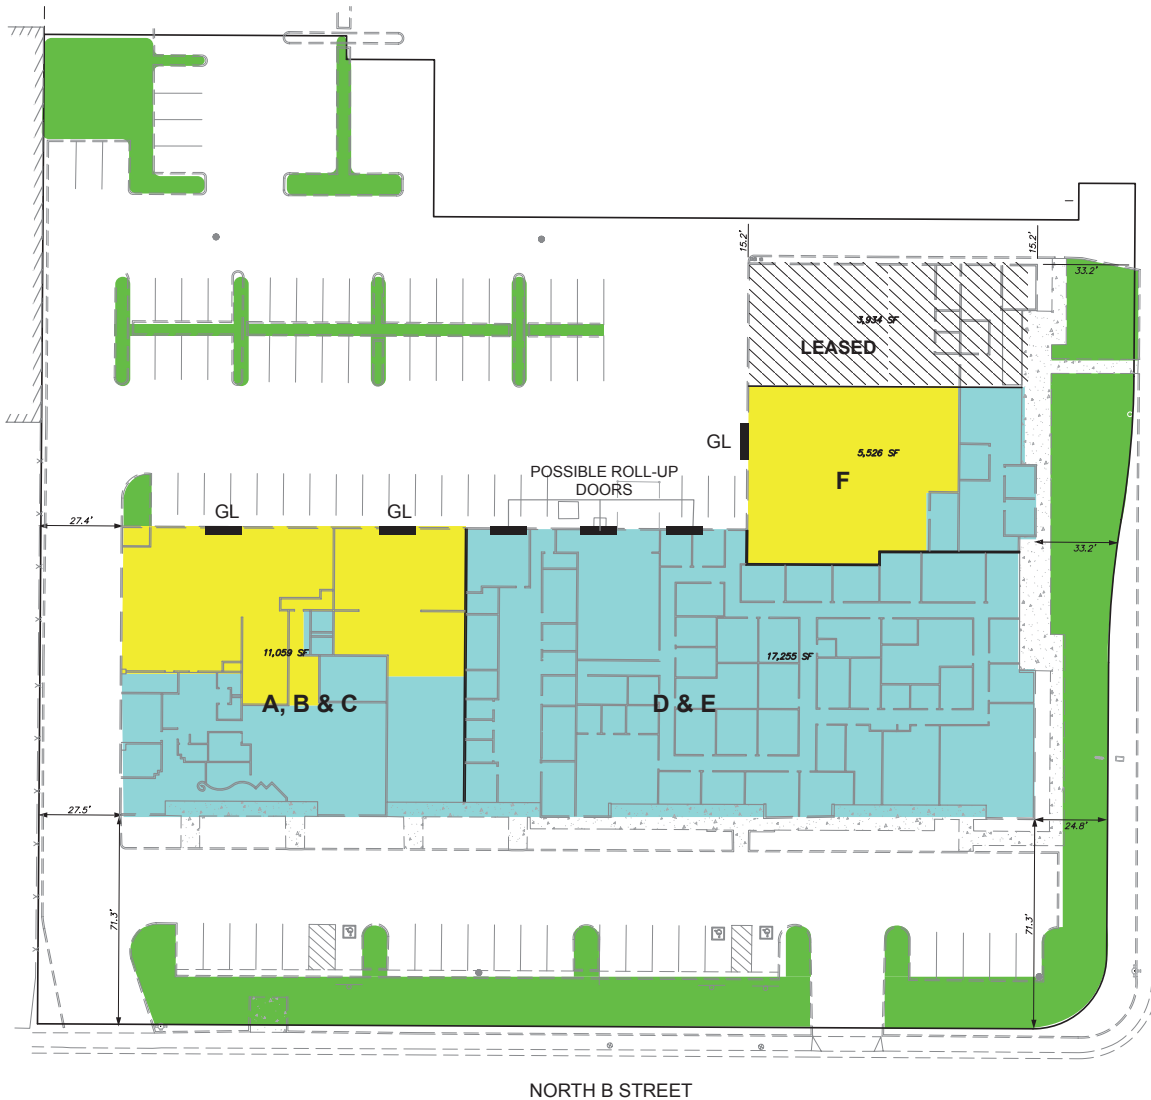 15.2'
15.2'
33.2'
3,934 SF
LEASED
GL
5,526 SF
F
POSSIBLE ROLL-UP
DOORS
GL
GL
27.4'
33.2'
11,059 SF
17,255 SF
A, B & C
D & E
27.5'
24.8'
71.3'
71.3'
NORTH B STREET